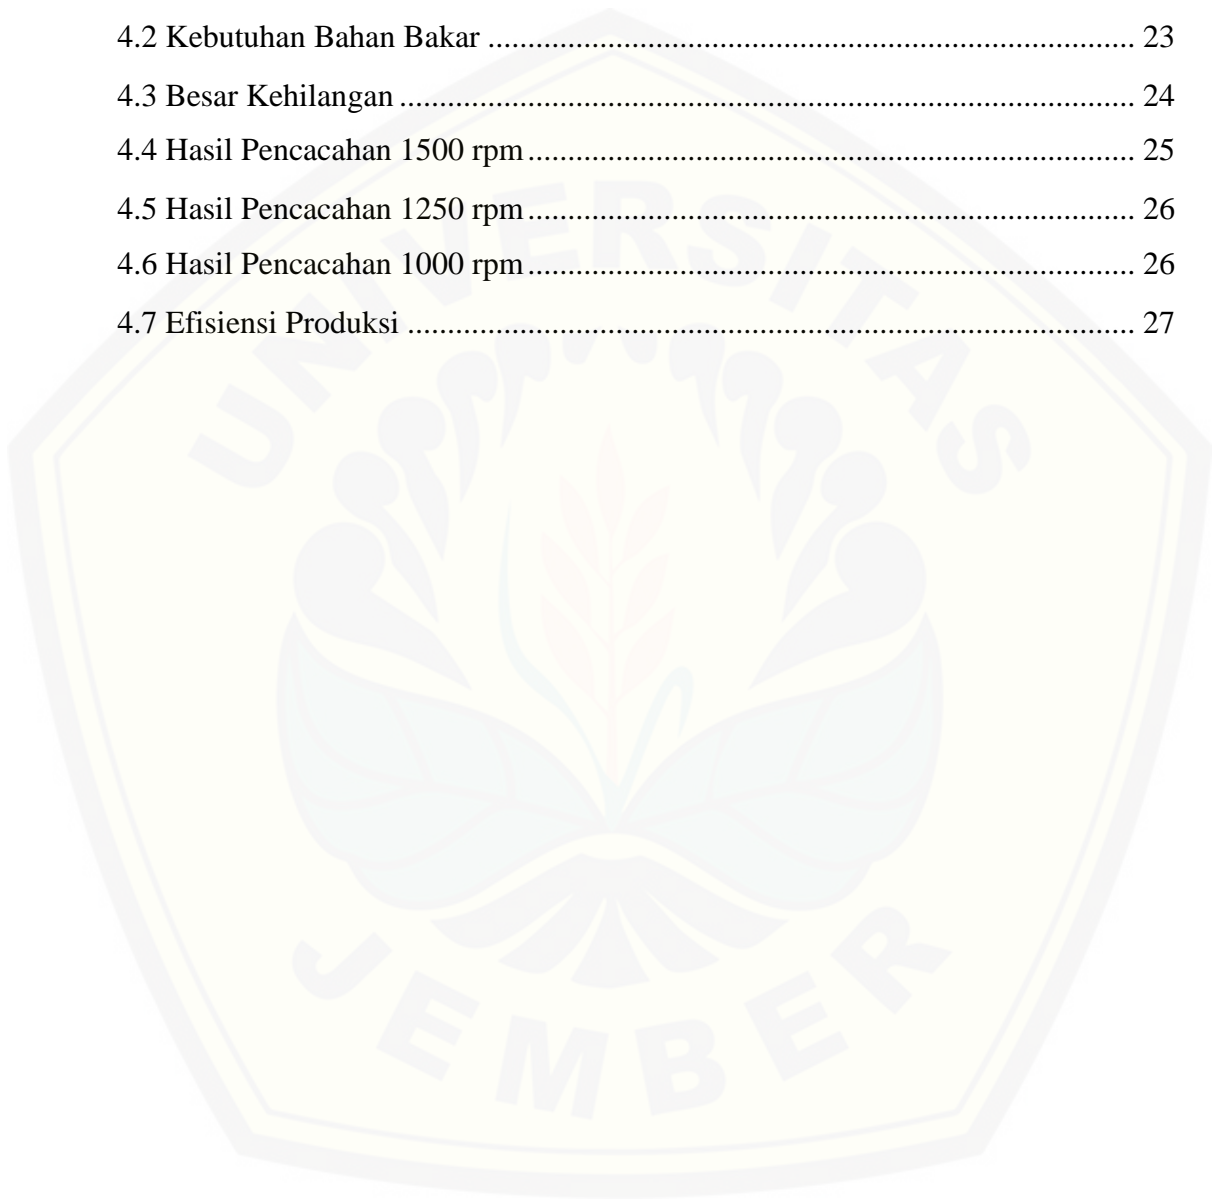 4.2 Kebutuhan Bahan Bakar ................................................................................ 23
4.3 Besar Kehilangan ........................................................................................... 24
4.4 Hasil Pencacahan 1500 rpm ........................................................................... 25
4.5 Hasil Pencacahan 1250 rpm ........................................................................... 26
4.6 Hasil Pencacahan 1000 rpm ........................................................................... 26
4.7 Efisiensi Produksi .......................................................................................... 27
UNIVERSITAS
JEMBER